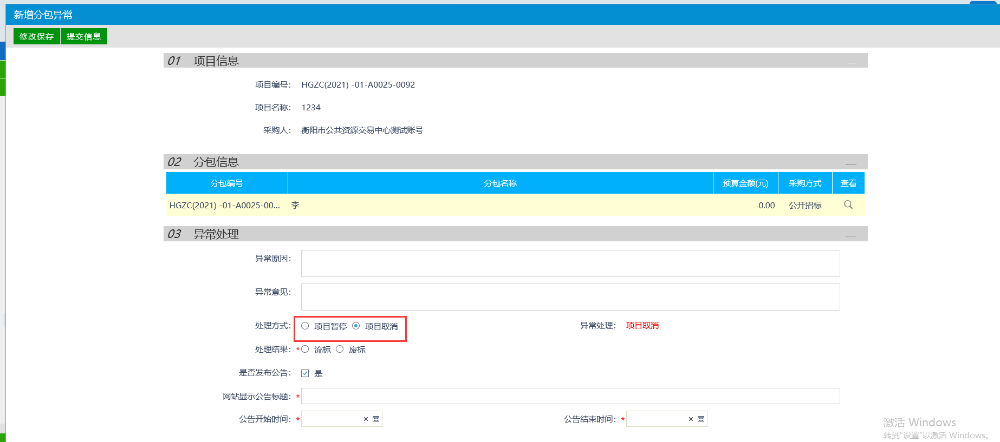 新增分包异常
修改保存 提交信息
01 项目信息
项目编号： HGZC(2021) -01-A0025-0092
项目名称： 1234
采购人： 衡阳市公共资源交易中心测试账号
02 分包信息
分包编号 分包名称 预算金额(元) 采购方式 查看
HGZC(2021) -01-A0025-00... 李 0.00 公开招标
03 异常处理
异常原因：
异常意见：
处理方式： 项目暂停 项目取消 异常处理： 项目取消
处理结果： * 流标 废标
是否发布公告： 是
网站显示公告标题： *
公告开始时间： * 公告结束时间： *
激活 Windows
转到"设置"以激活 Windows。